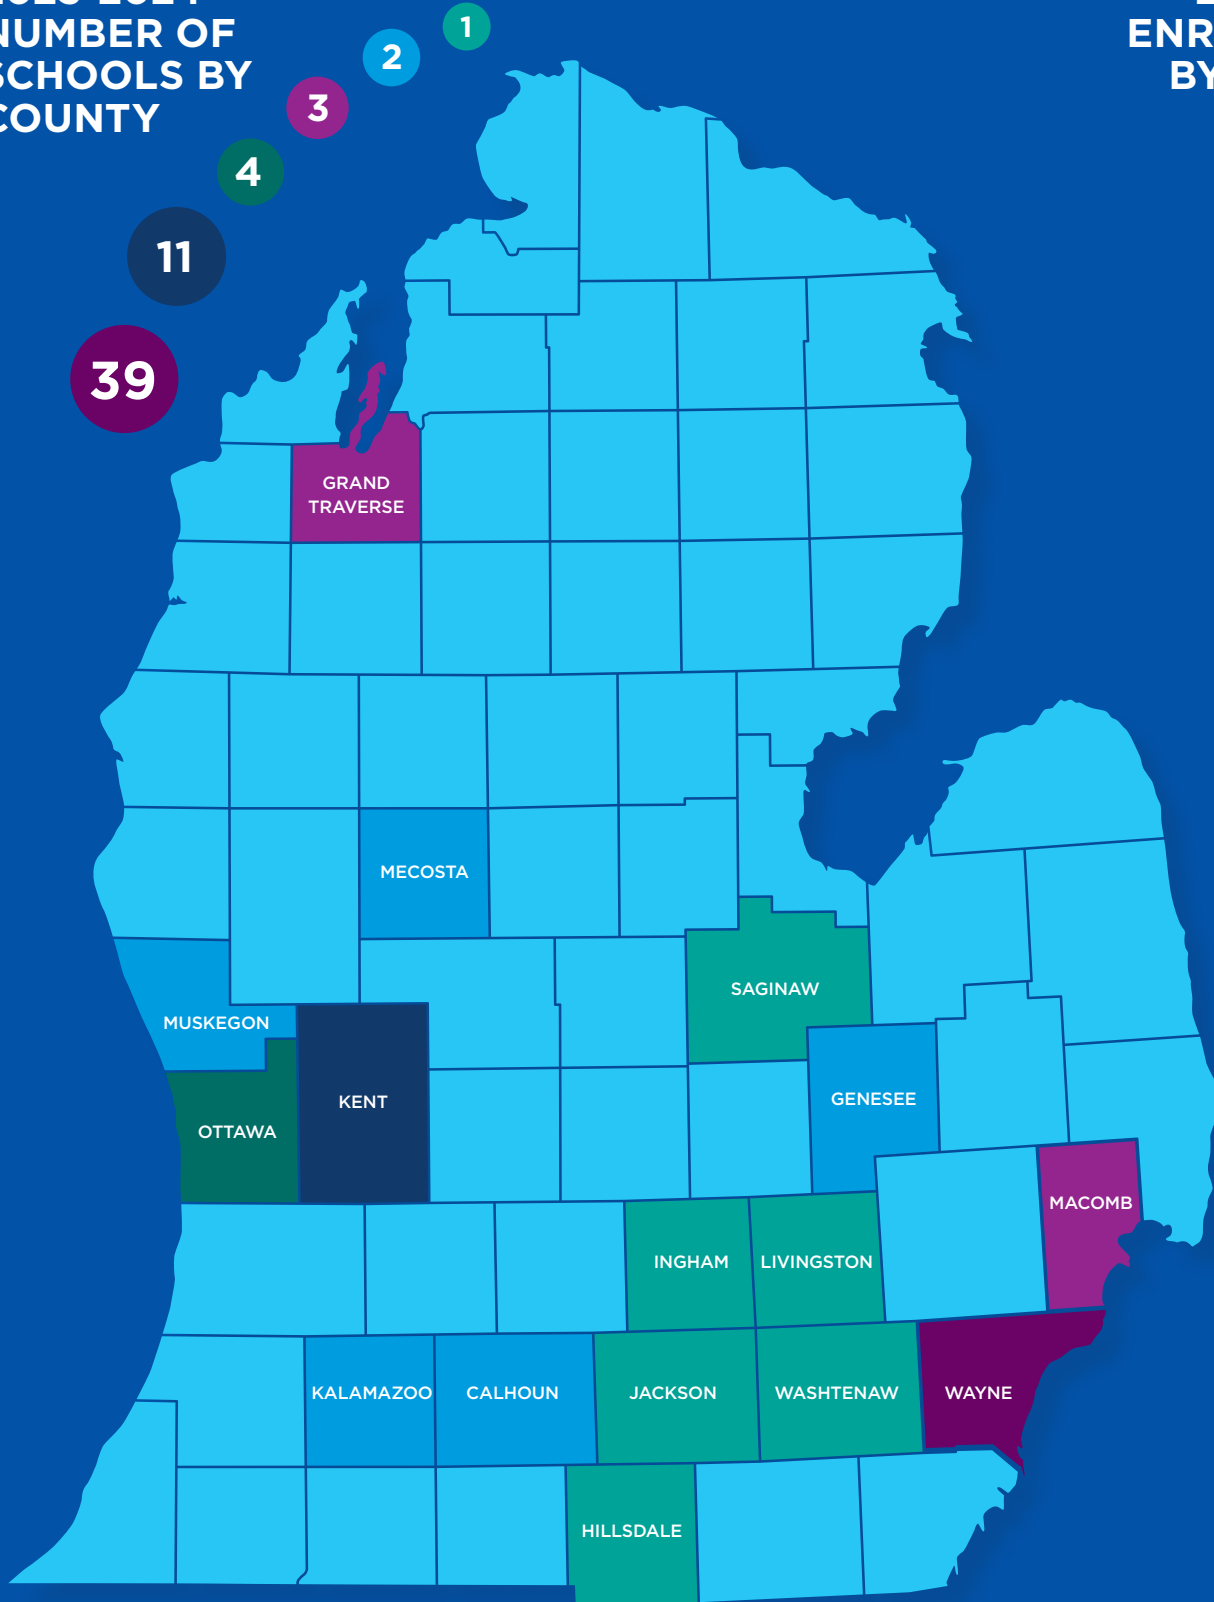 NUMBER OF
SCHOOLS BY
COUNTY
1
2
3
4
11
39
ENR
BY
GRAND
TRAVERSE
MECOSTA
SAGINAW
MUSKEGON
GENESEE
KENT
OTTAWA
MACOMB
INGHAM
LIVINGSTON
KALAMAZOO
CALHOUN
JACKSON
WASHTENAW
WAYNE
HILLSDALE